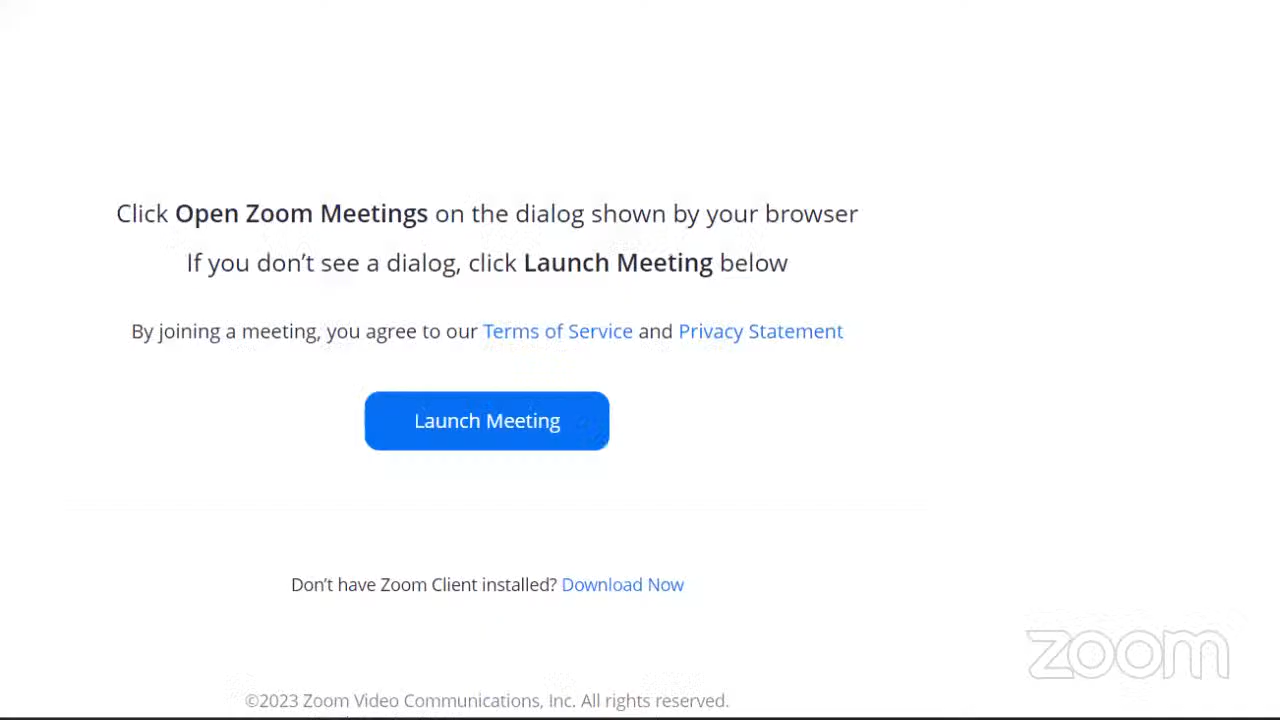 Click Open Zoom Meetings on the dialog shown by your browser
If you don’t see a dialog, click Launch Meeting below
By joining a meeting, you agree to our Terms of Service and Privacy Statement
Launch Meeting
Don’t have Zoom Client installed? Download Now
zoom
©2023 Zoom Video Communications, Inc. All rights reserved.